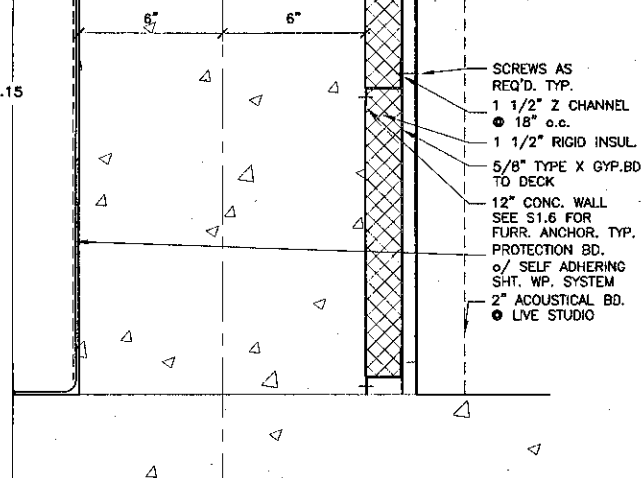 6" 6"
.15
SCREWS AS
REQ'D. TYP.
1 1/2" Z CHANNEL
@ 18" o.c.
1 1/2" RIGID INSUL.
5/8" TYPE X GYP.BD
TO DECK
12" CONC. WALL
SEE S1.6 FOR
FURR. ANCHOR. TYP.
PROTECTION BD.
o/ SELF ADHERING
SHT. WP. SYSTEM
2" ACOUSTICAL BD.
@ LIVE STUDIO